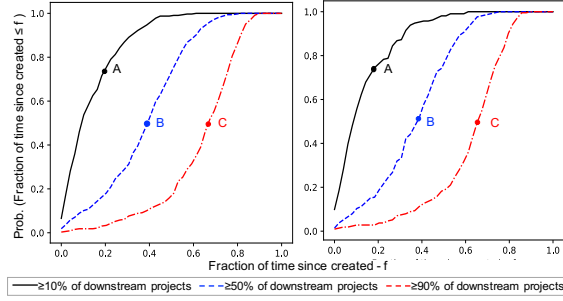 Prob. (Fraction of time since created ≤ f )
1.0
0.8
0.6
0.4
0.2
0.0
A
B
C
0.0 0.2 0.4 0.6 0.8 1.0
1.0
0.8
0.6
0.4
0.2
0.0
A
B
C
0.0 0.2 0.4 0.6 0.8 1.0
Fraction of time since created - f
≥10% of downstream projects ≥50% of downstream projects ≥90% of downstream projects